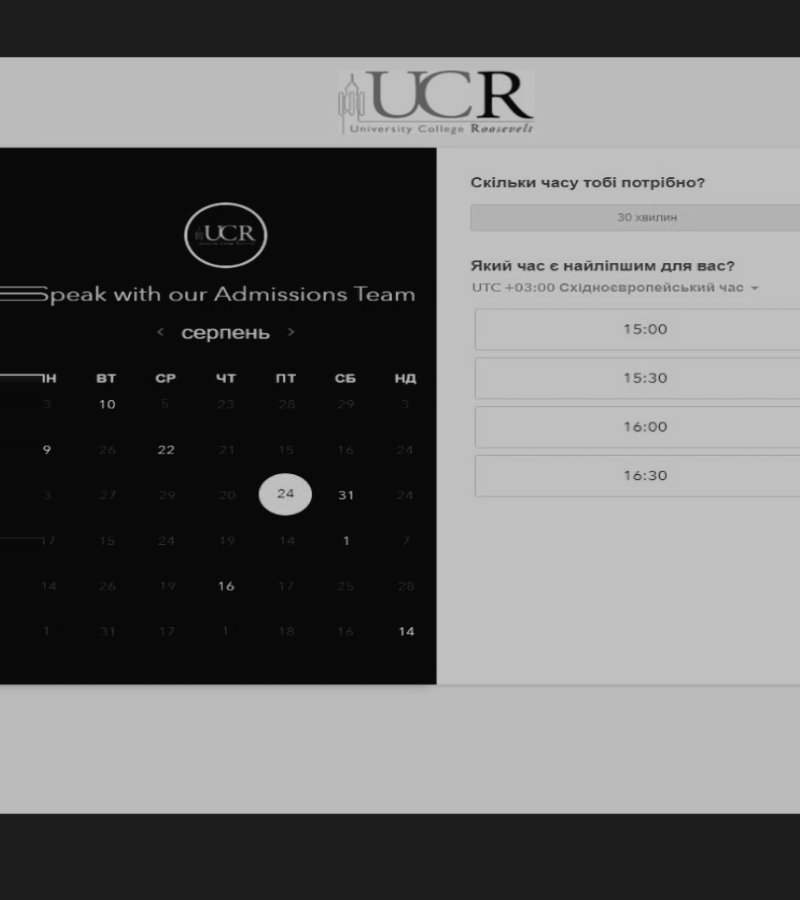 UCR
University College Roosevelt
UCR
Speak with our Admissions Team
< серпень >
ПН ВТ СР ЧТ ПТ СБ НД
3 10 5 23 28 29 3
9 26 22 21 15 16 24
3 27 29 20 24 31 24
17 15 24 19 14 1 7
14 26 19 16 17 25 28
1 31 17 1 18 16 14
Скільки часу тобі потрібно?
30 хвилин
Який час є найліпшим для вас?
UTC +03:00 Східноєвропейський час
15:00
15:30
16:00
16:30